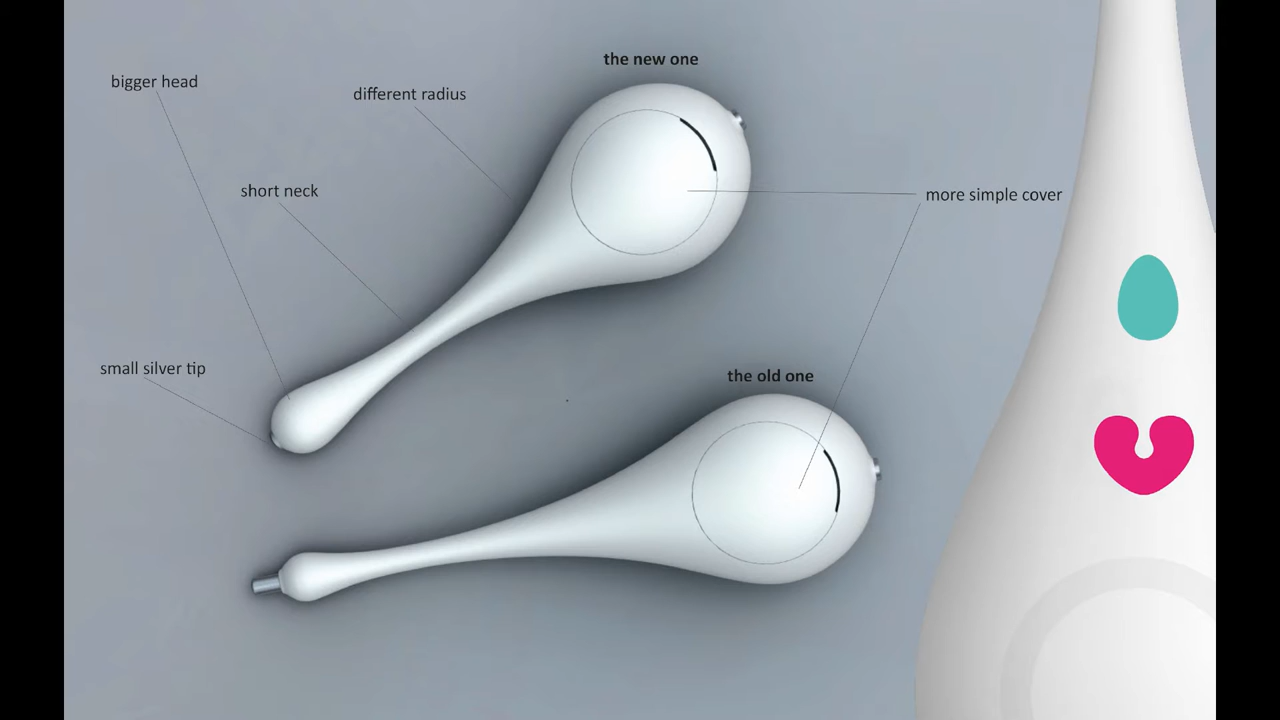 the new one
bigger head
different radius
short neck
more simple cover
small silver tip
the old one